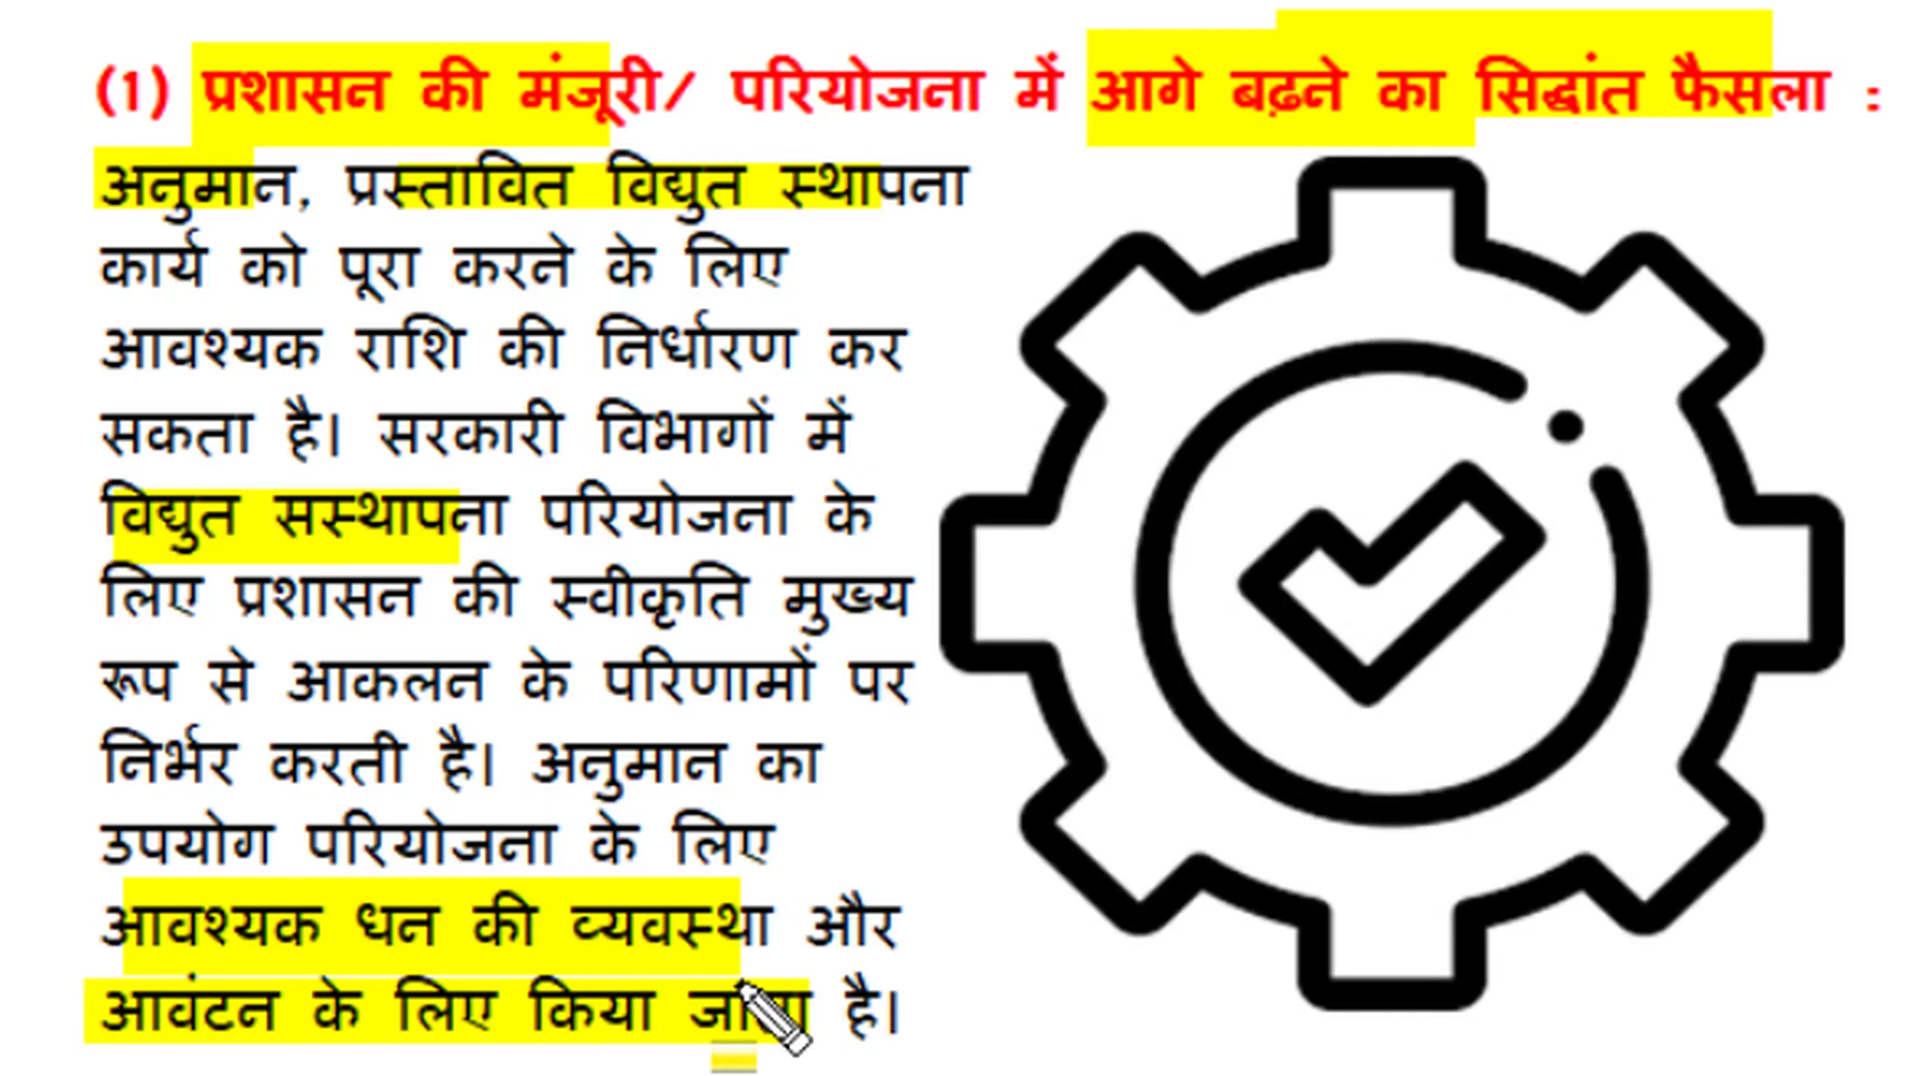 (1) प्रशासन की मंजूरी/ परियोजना में आगे बढ़ने का सिद्धांत फैसला :
अनुमान, प्रस्तावित विद्युत स्थापना
कार्य को पूरा करने के लिए
आवश्यक राशि की निर्धारण कर
सकता है। सरकारी विभागों में
विद्युत सस्थापना परियोजना के
लिए प्रशासन की स्वीकृति मुख्य
रूप से आकलन के परिणामों पर
निर्भर करती है। अनुमान का
उपयोग परियोजना के लिए
आवश्यक धन की व्यवस्था और
आवंटन के लिए किया जाता है।